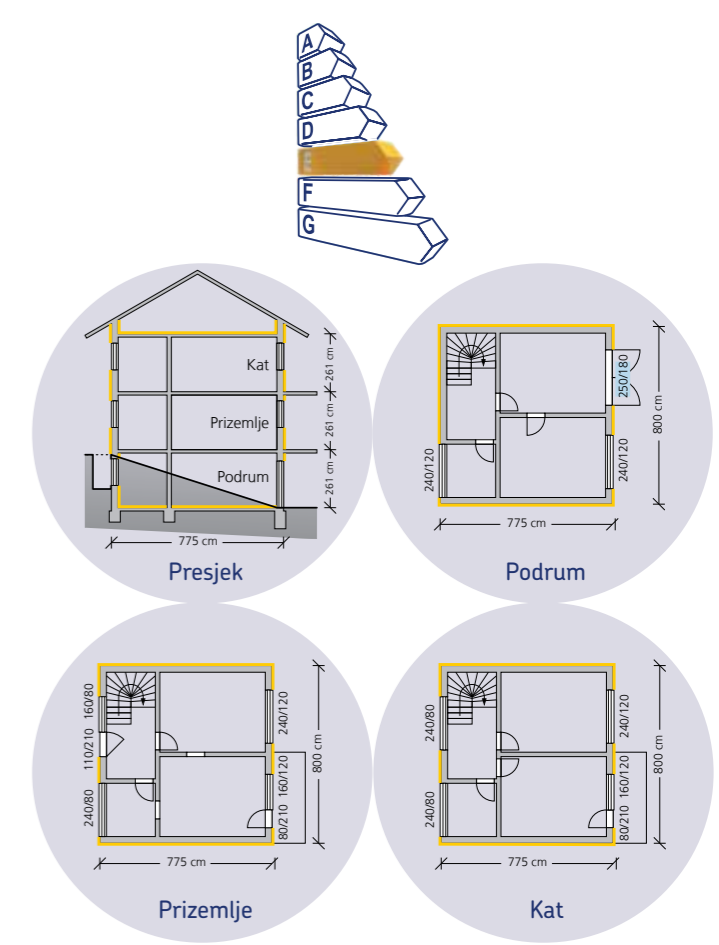 A
B
C
D
F
G
Kat
Prizemlje
Podrum
261 cm
261 cm
261 cm
775 cm
Presjek
240/120
250/180
240/120
800 cm
775 cm
Podrum
160/80
110/210
240/80
240/120
160/120
80/210
800 cm
775 cm
Prizemlje
240/80
240/80
240/120
160/120
80/210
800 cm
775 cm
Kat